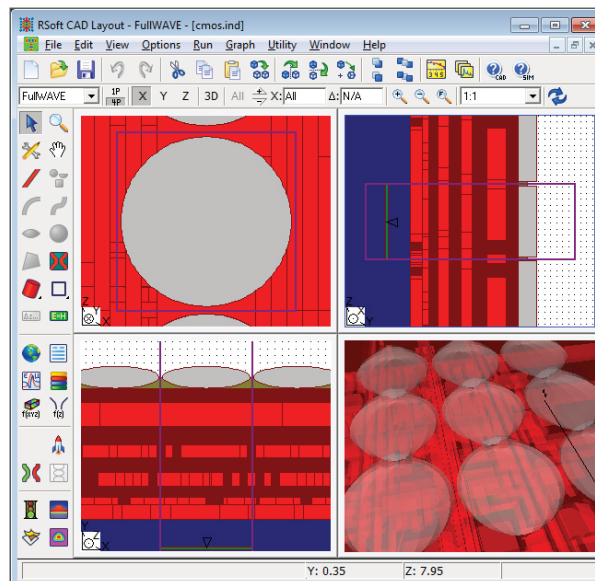 RSoft CAD Layout - FullWAVE - [cmos.ind]
File Edit View Options Run Graph Utility Window Help
CAD SIM
FullWAVE 1P 4P X Y Z 3D All X: All Δ: N/A 1:1
Z Y X
X Y
f(XYZ) f(z)
Y X
Y: 0.35 Z: 7.95